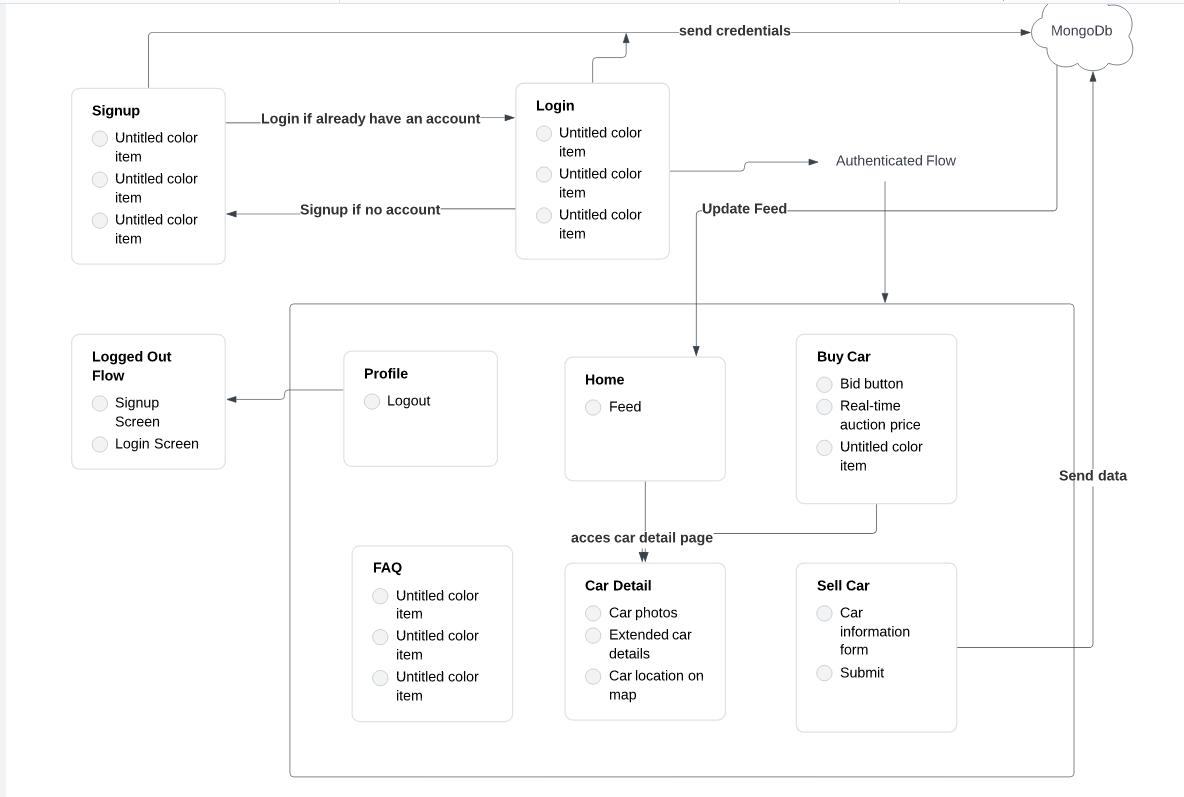 send credentials
MongoDb
Signup
Untitled color
item
Untitled color
item
Untitled color
item
Login if already have an account
Signup if no account
Login
Untitled color
item
Untitled color
item
Untitled color
item
Authenticated Flow
Update Feed
Logged Out
Flow
Signup
Screen
Login Screen
Profile
Logout
Home
Feed
Buy Car
Bid button
Real-time
auction price
Untitled color
item
Send data
acces car detail page
FAQ
Untitled color
item
Untitled color
item
Untitled color
item
Car Detail
Car photos
Extended car
details
Car location on
map
Sell Car
Car
information
form
Submit